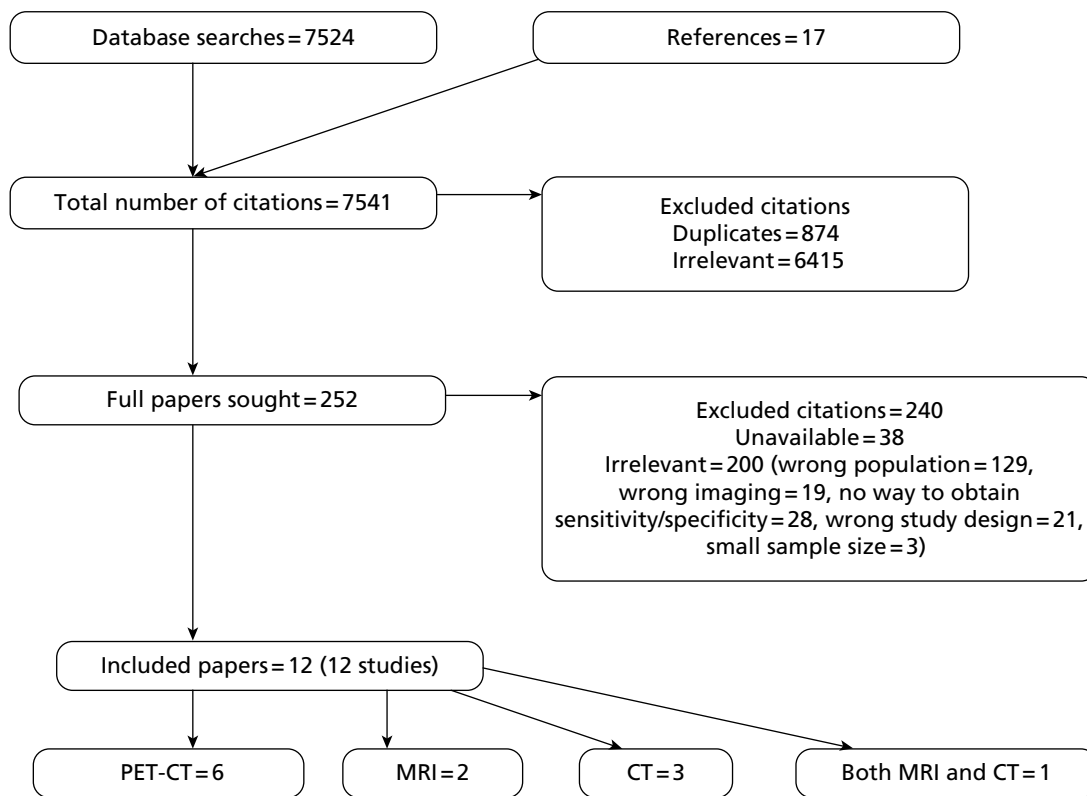 Database searches=7524
References=17
Total number of citations=7541
Excluded citations
Duplicates=874
Irrelevant=6415
Full papers sought=252
Excluded citations=240
Unavailable=38
Irrelevant=200 (wrong population=129,
wrong imaging=19, no way to obtain
sensitivity/specificity=28, wrong study design=21,
small sample size=3)
Included papers=12 (12 studies)
PET-CT=6
MRI=2
CT=3
Both MRI and CT=1